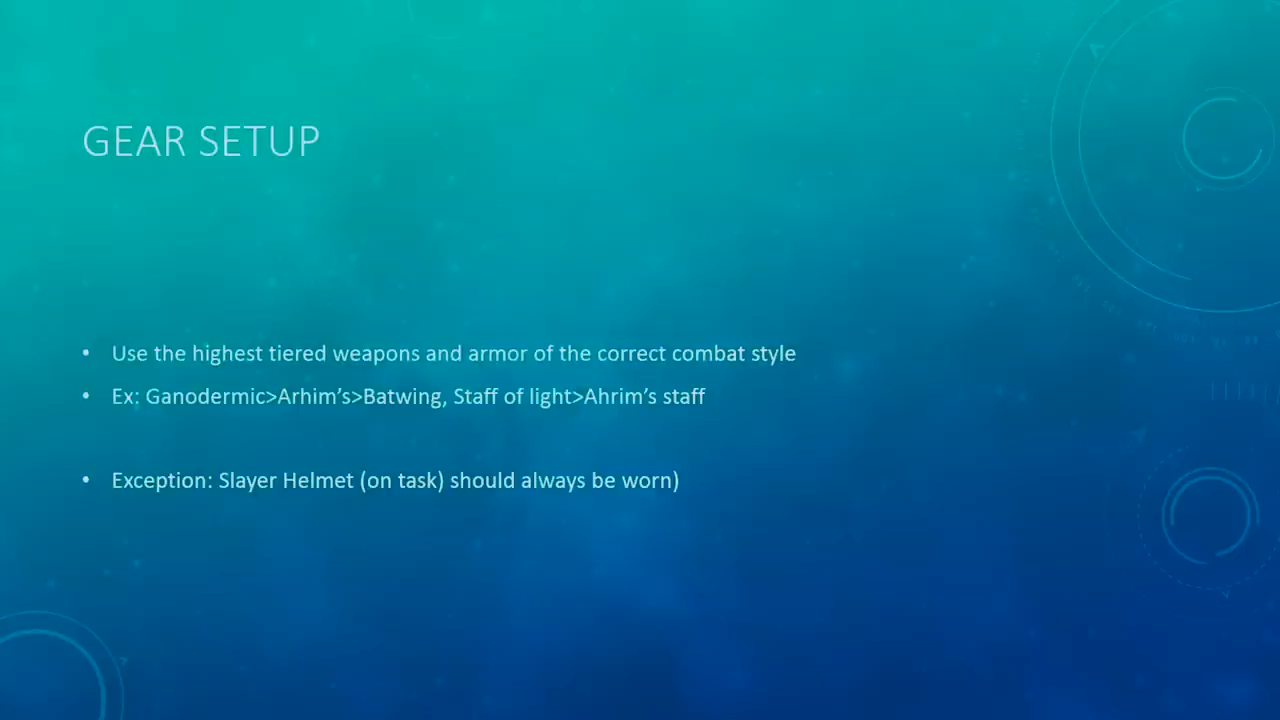 GEAR SETUP
• Use the highest tiered weapons and armor of the correct combat style
• Ex: Ganodermic>Arhim’s>Batwing, Staff of light>Ahrim’s staff
• Exception: Slayer Helmet (on task) should always be worn)